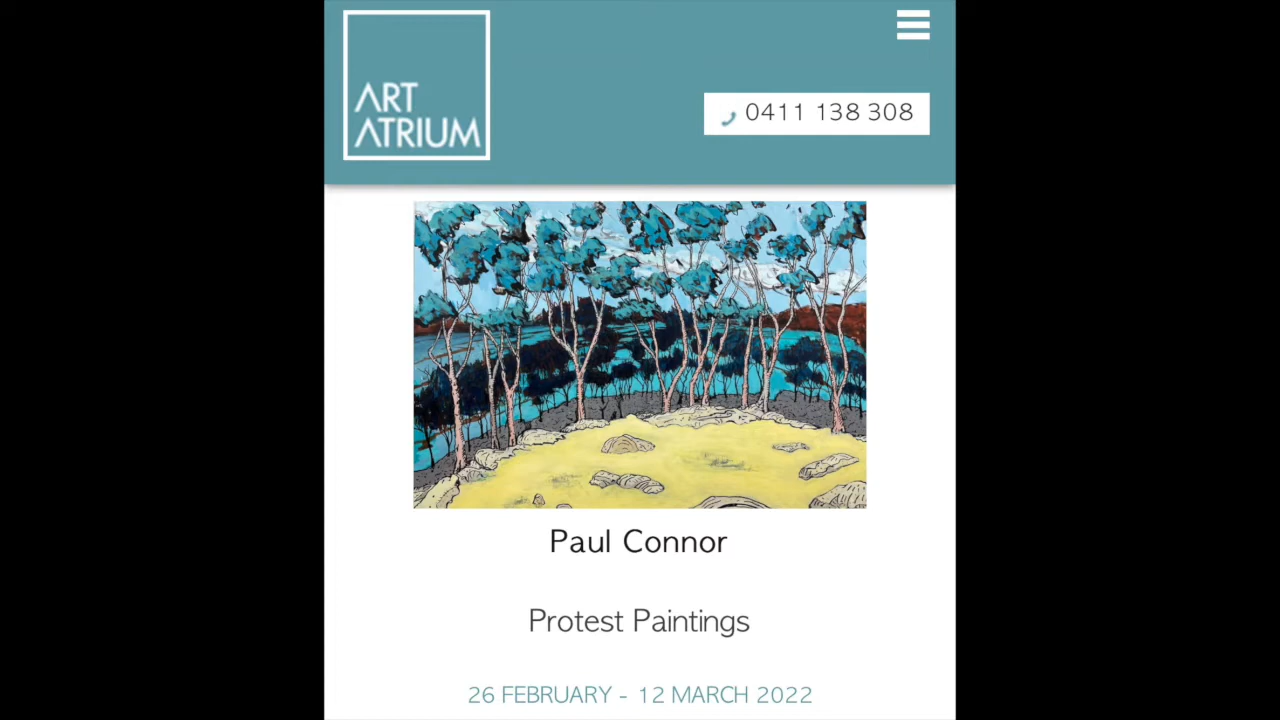 ART
ATRIUM
0411 138 308
Paul Connor
Protest Paintings
26 FEBRUARY - 12 MARCH 2022